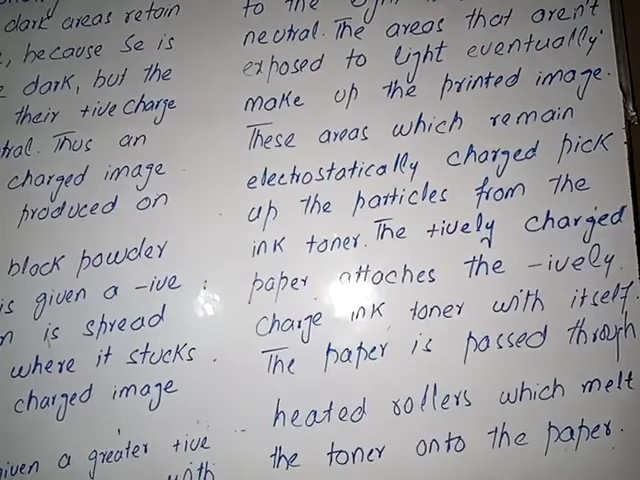 dark areas retain
, because Se is
dark, but the
their +ive charge
tral. Thus an
charged image
produced on
block powder
is given a -ive
n is spread
where it stucks.
charged image
given a greater +ive
with
to the
neutral. The areas that aren't
exposed to light eventually
make up the printed image.
These areas which remain
electrostatically charged pick
up the particles from the
ink toner. The +ively charged
paper attoches the -ively
charge ink toner with itself.
The paper is passed through
heated rollers which melt
the toner onto the paper.